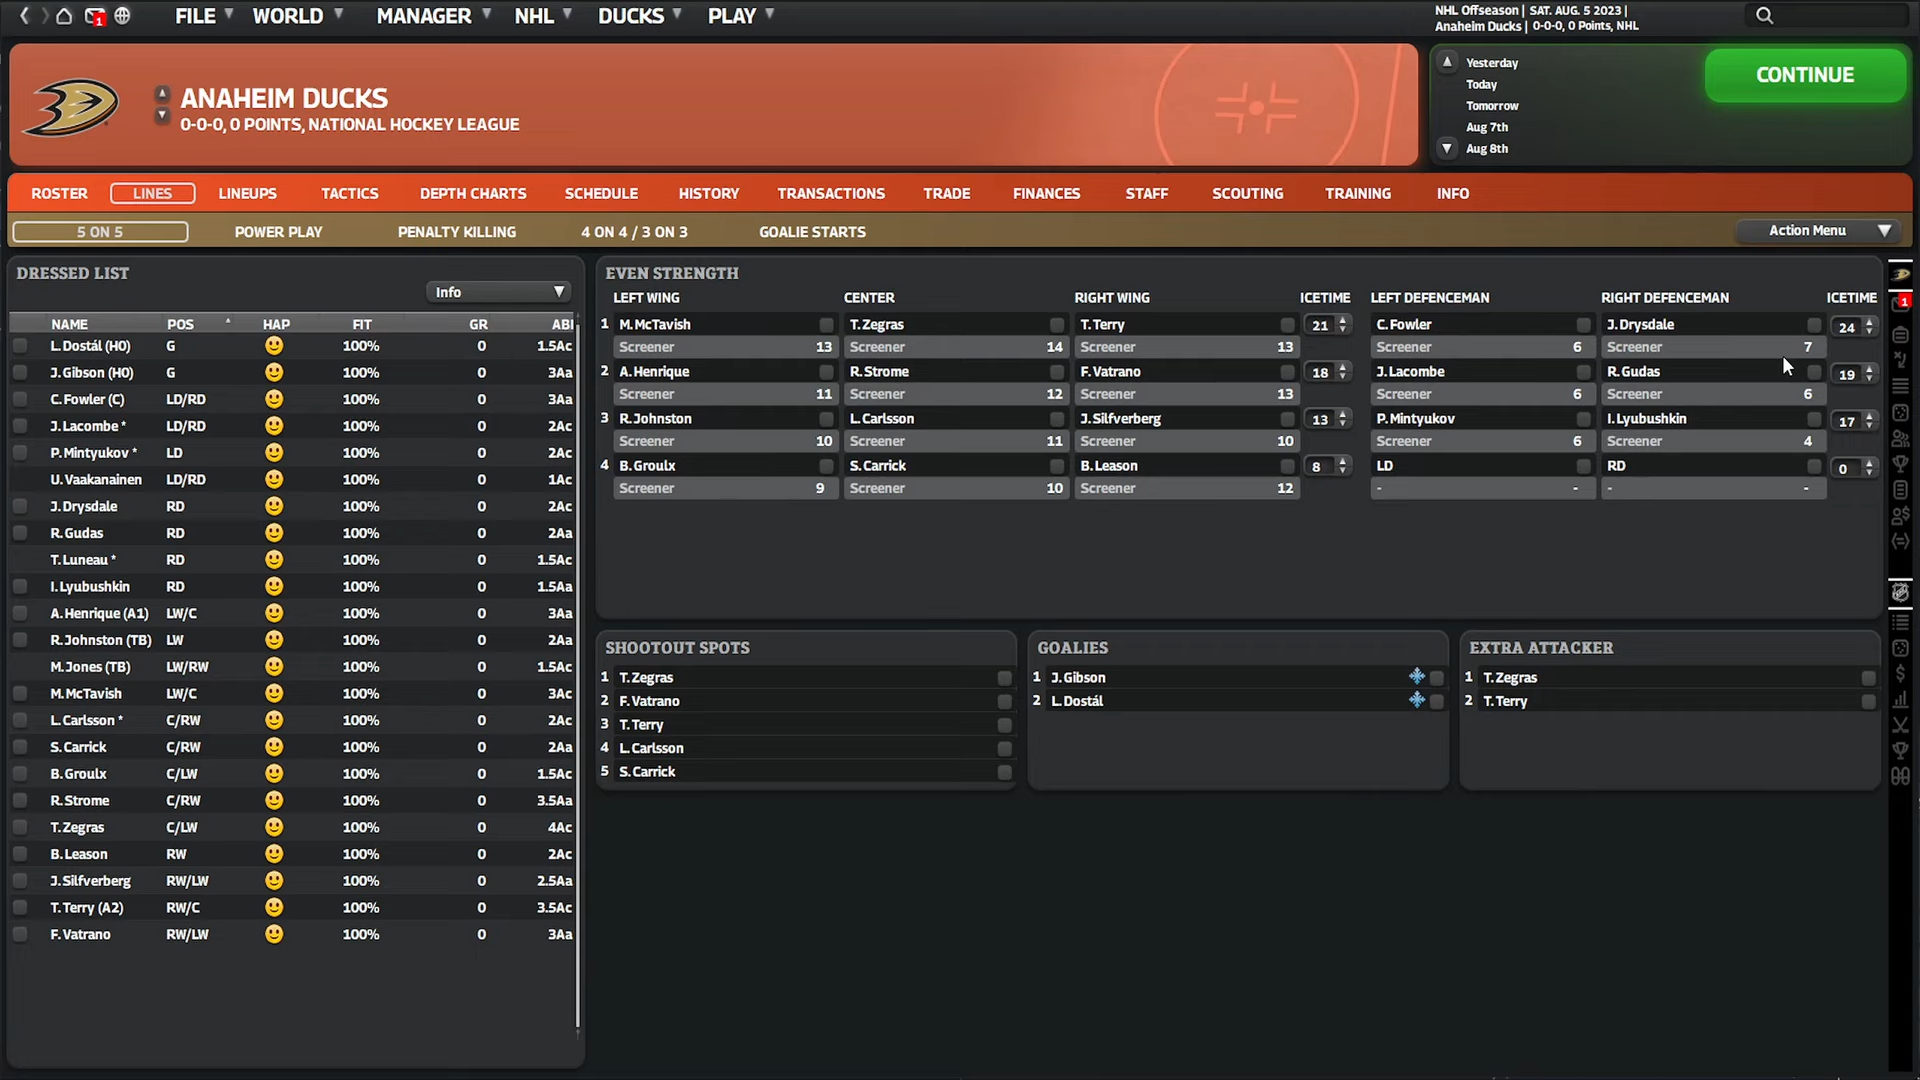 1
FILE WORLD MANAGER NHL DUCKS PLAY
NHL Offseason | SAT. AUG. 5 2023 |
Anaheim Ducks | 0-0-0, 0 Points, NHL
ANAHEIM DUCKS
0-0-0, 0 POINTS, NATIONAL HOCKEY LEAGUE
Yesterday
Today
Tomorrow
Aug 7th
Aug 8th
CONTINUE
ROSTER LINES LINEUPS TACTICS DEPTH CHARTS SCHEDULE HISTORY TRANSACTIONS TRADE FINANCES STAFF SCOUTING TRAINING INFO
5 ON 5 POWER PLAY PENALTY KILLING 4 ON 4 / 3 ON 3 GOALIE STARTS Action Menu
DRESSED LIST
Info
NAME POS HAP FIT GR ABI
L. Dostál (H0) G 100% 0 1.5Ac
J. Gibson (H0) G 100% 0 3Aa
C. Fowler (C) LD/RD 100% 0 3Aa
J. Lacombe * LD/RD 100% 0 2Ac
P. Mintyukov * LD 100% 0 2Ac
U. Vaakanainen LD/RD 100% 0 1Ac
J. Drysdale RD 100% 0 2Ac
R. Gudas RD 100% 0 2Aa
T. Luneau * RD 100% 0 1.5Ac
I. Lyubushkin RD 100% 0 1.5Aa
A. Henrique (A1) LW/C 100% 0 3Aa
R. Johnston (TB) LW 100% 0 2Aa
M. Jones (TB) LW/RW 100% 0 1.5Ac
M. McTavish LW/C 100% 0 3Ac
L. Carlsson * C/RW 100% 0 2Ac
S. Carrick C/RW 100% 0 2Aa
B. Groulx C/LW 100% 0 1.5Ac
R. Strome C/RW 100% 0 3.5Aa
T. Zegras C/LW 100% 0 4Ac
B. Leason RW 100% 0 2Ac
J. Silfverberg RW/LW 100% 0 2.5Aa
T. Terry (A2) RW/C 100% 0 3.5Ac
F. Vatrano RW/LW 100% 0 3Aa
EVEN STRENGTH
LEFT WING CENTER RIGHT WING ICETIME LEFT DEFENCEMAN RIGHT DEFENCEMAN ICETIME
1 M. McTavish T. Zegras T. Terry 21 C. Fowler J. Drysdale 24
Screener 13 Screener 14 Screener 13 Screener 6 Screener 7
2 A. Henrique R. Strome F. Vatrano 18 J. Lacombe R. Gudas 19
Screener 11 Screener 12 Screener 13 Screener 6 Screener 6
3 R. Johnston L. Carlsson J. Silfverberg 13 P. Mintyukov I. Lyubushkin 17
Screener 10 Screener 11 Screener 10 Screener 6 Screener 4
4 B. Groulx S. Carrick B. Leason 8 LD RD 0
Screener 9 Screener 10 Screener 12 - - - -
SHOOTOUT SPOTS
1 T. Zegras
2 F. Vatrano
3 T. Terry
4 L. Carlsson
5 S. Carrick
GOALIES
1 J. Gibson
2 L. Dostál
EXTRA ATTACKER
1 T. Zegras
2 T. Terry
1